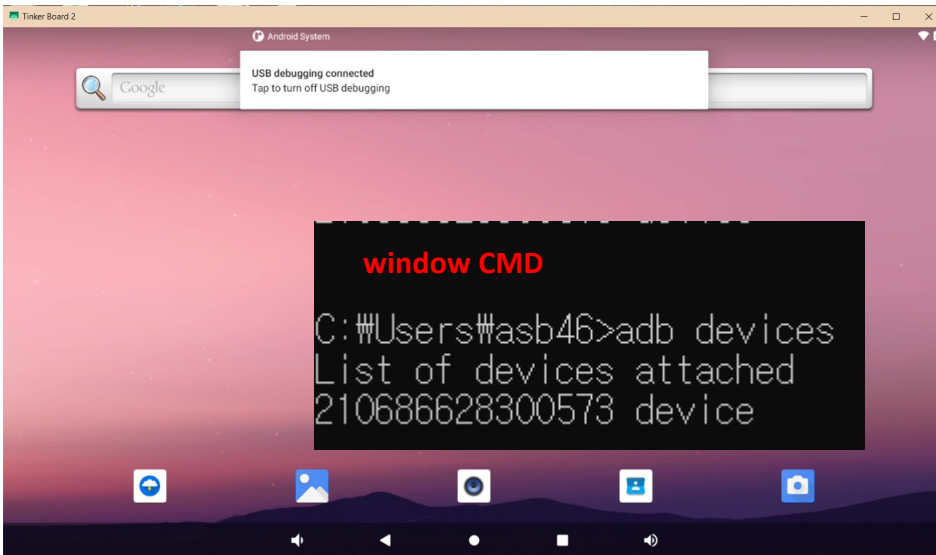 Tinker Board 2
Android System
USB debugging connected
Tap to turn off USB debugging
Google
window CMD
C:₩Users₩asb46>adb devices
List of devices attached
210686628300573 device